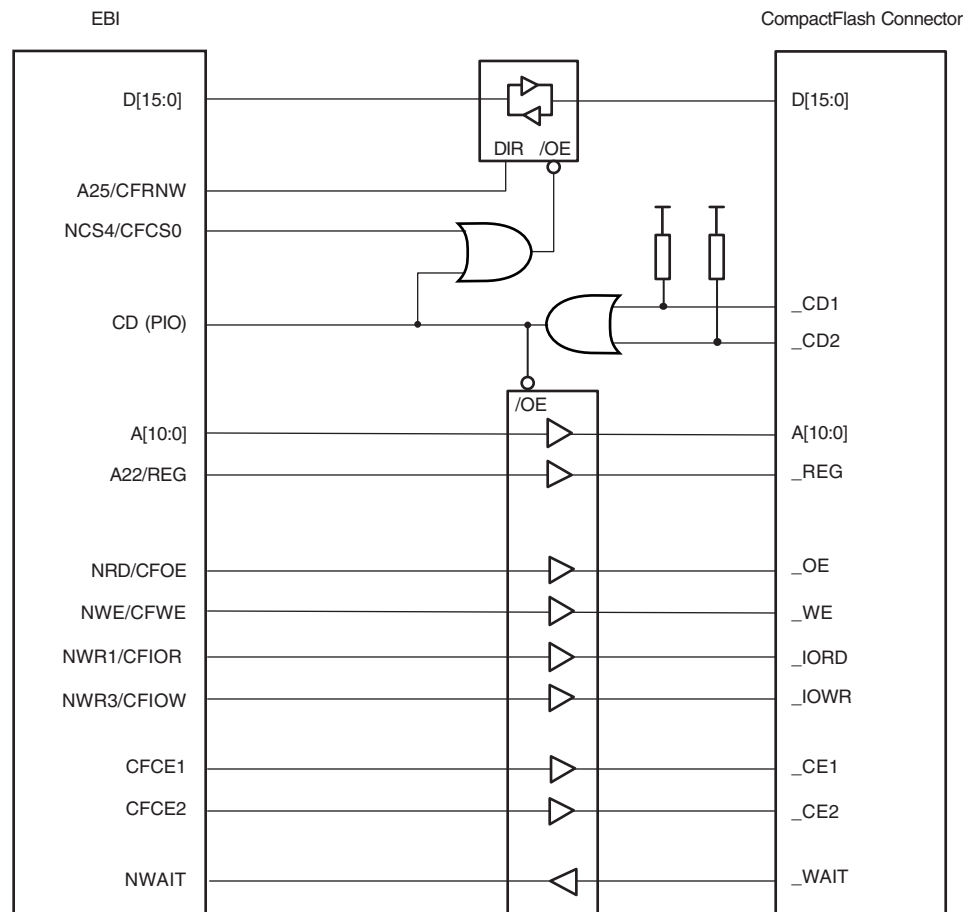 EBI
CompactFlash Connector
D[15:0]
D[15:0]
DIR /OE
A25/CFRNW
NCS4/CFCS0
_CD1
CD (PIO)
_CD2
/OE
A[10:0]
A[10:0]
A22/REG
_REG
NRD/CFOE
_OE
NWE/CFWE
_WE
NWR1/CFIOR
_IORD
NWR3/CFIOW
_IOWR
CFCE1
_CE1
CFCE2
_CE2
NWAIT
_WAIT